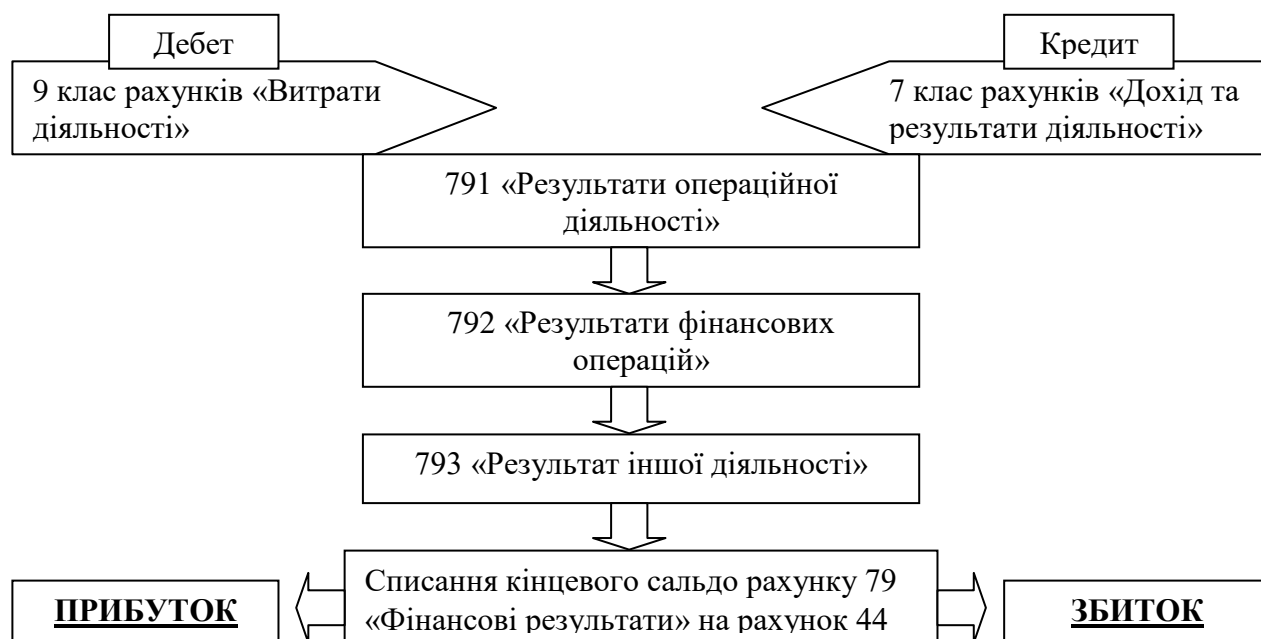 Дебет
Кредит
9 клас рахунків «Витрати
діяльності»
7 клас рахунків «Дохід та
результати діяльності»
791 «Результати операційної
діяльності»
792 «Результати фінансових
операцій»
793 «Результат іншої діяльності»
Списання кінцевого сальдо рахунку 79
«Фінансові результати» на рахунок 44
ПРИБУТОК
ЗБИТОК